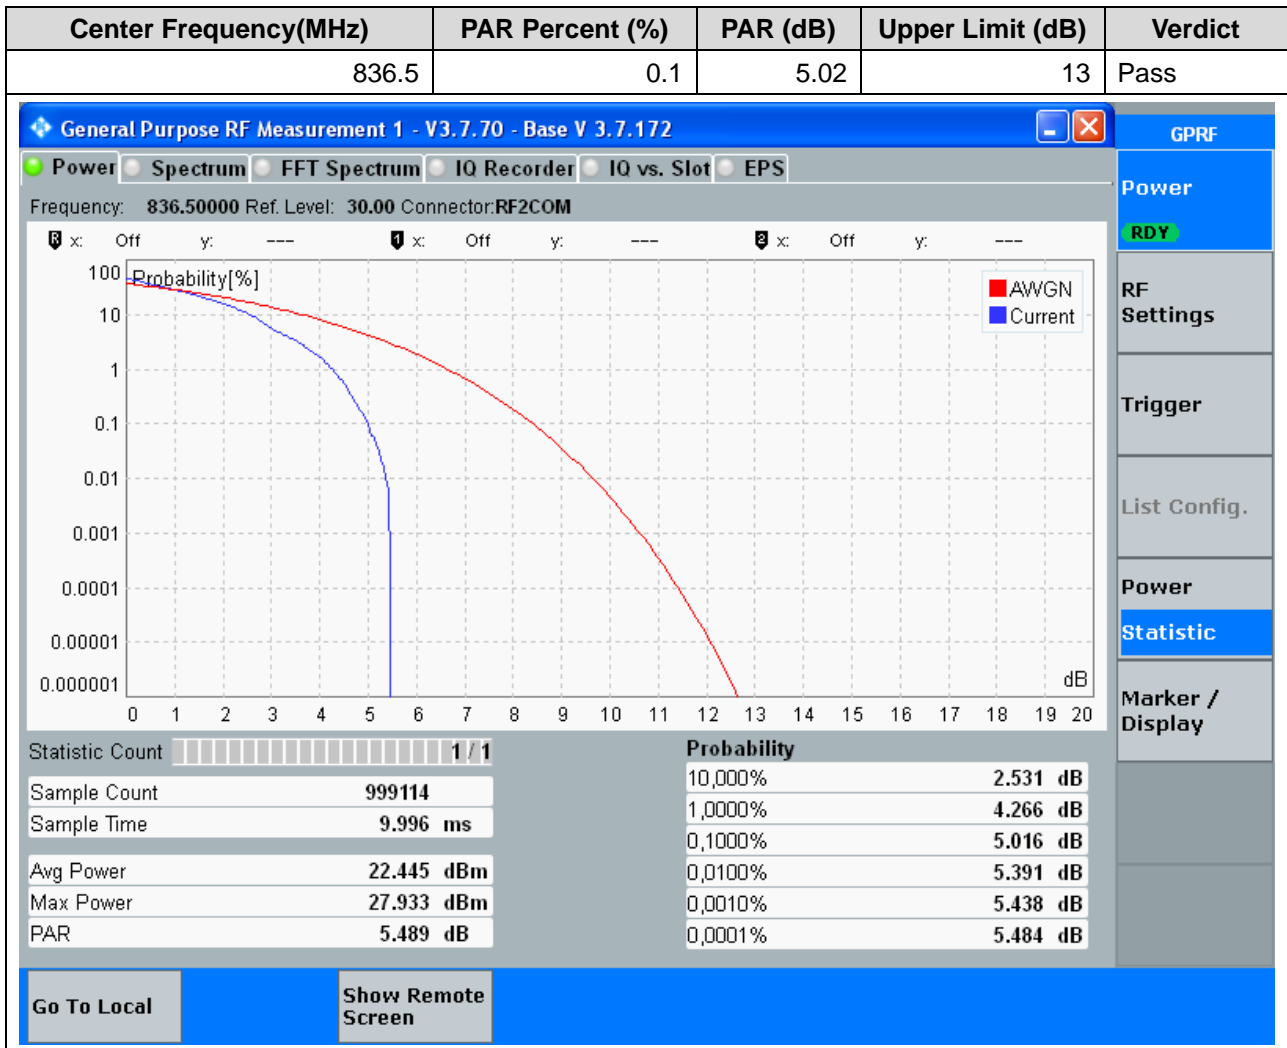 Center Frequency(MHz) PAR Percent (%) PAR (dB) Upper Limit (dB) Verdict
836.5 0.1 5.02 13 Pass
General Purpose RF Measurement 1 - V3.7.70 - Base V 3.7.172
GPRF
Power Spectrum FFT Spectrum IQ Recorder IQ vs. Slot EPS
Frequency: 836.50000 Ref. Level: 30.00 Connector:RF2COM
R x: Off y: --- 1 x: Off y: --- 2 x: Off y: ---
Probability[%]
100
10
1
0.1
0.01
0.001
0.0001
0.00001
0.000001
AWGN
Current
dB
0 1 2 3 4 5 6 7 8 9 10 11 12 13 14 15 16 17 18 19 20
Statistic Count 1 / 1
Sample Count 999114
Sample Time 9.996 ms
Avg Power 22.445 dBm
Max Power 27.933 dBm
PAR 5.489 dB
Probability
10,000% 2.531 dB
1,0000% 4.266 dB
0,1000% 5.016 dB
0,0100% 5.391 dB
0,0010% 5.438 dB
0,0001% 5.484 dB
Power
RDY
RF
Settings
Trigger
List Config.
Power
Statistic
Marker /
Display
Go To Local
Show Remote
Screen